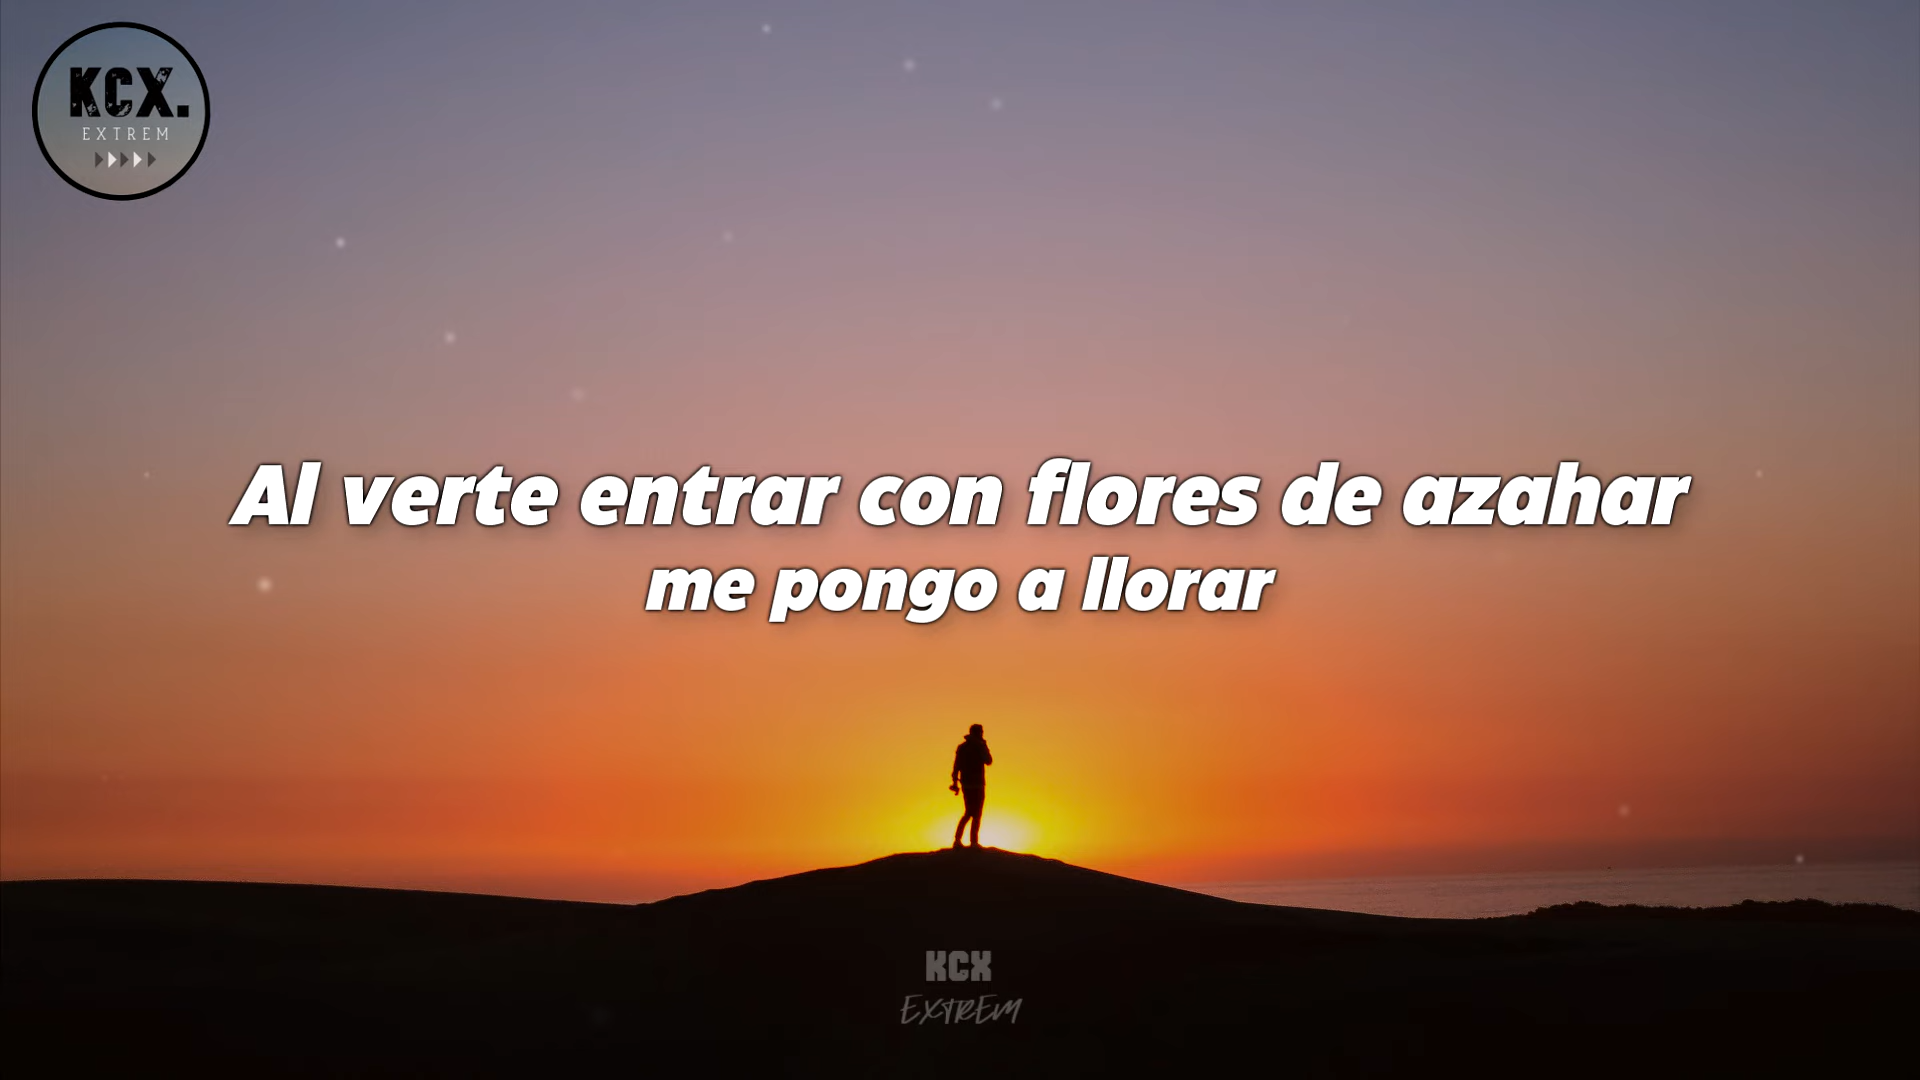 KCX.
EXTREM
Al verte entrar con flores de azahar
me pongo a llorar
KCX
EXTREM